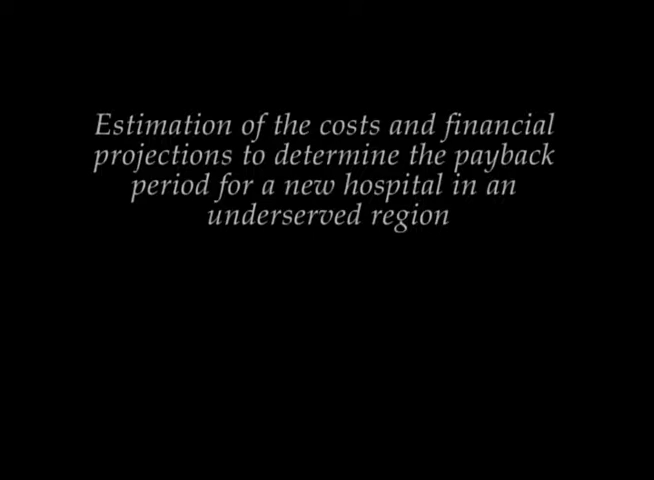 Estimation of the costs and financial
projections to determine the payback
period for a new hospital in an
underserved region